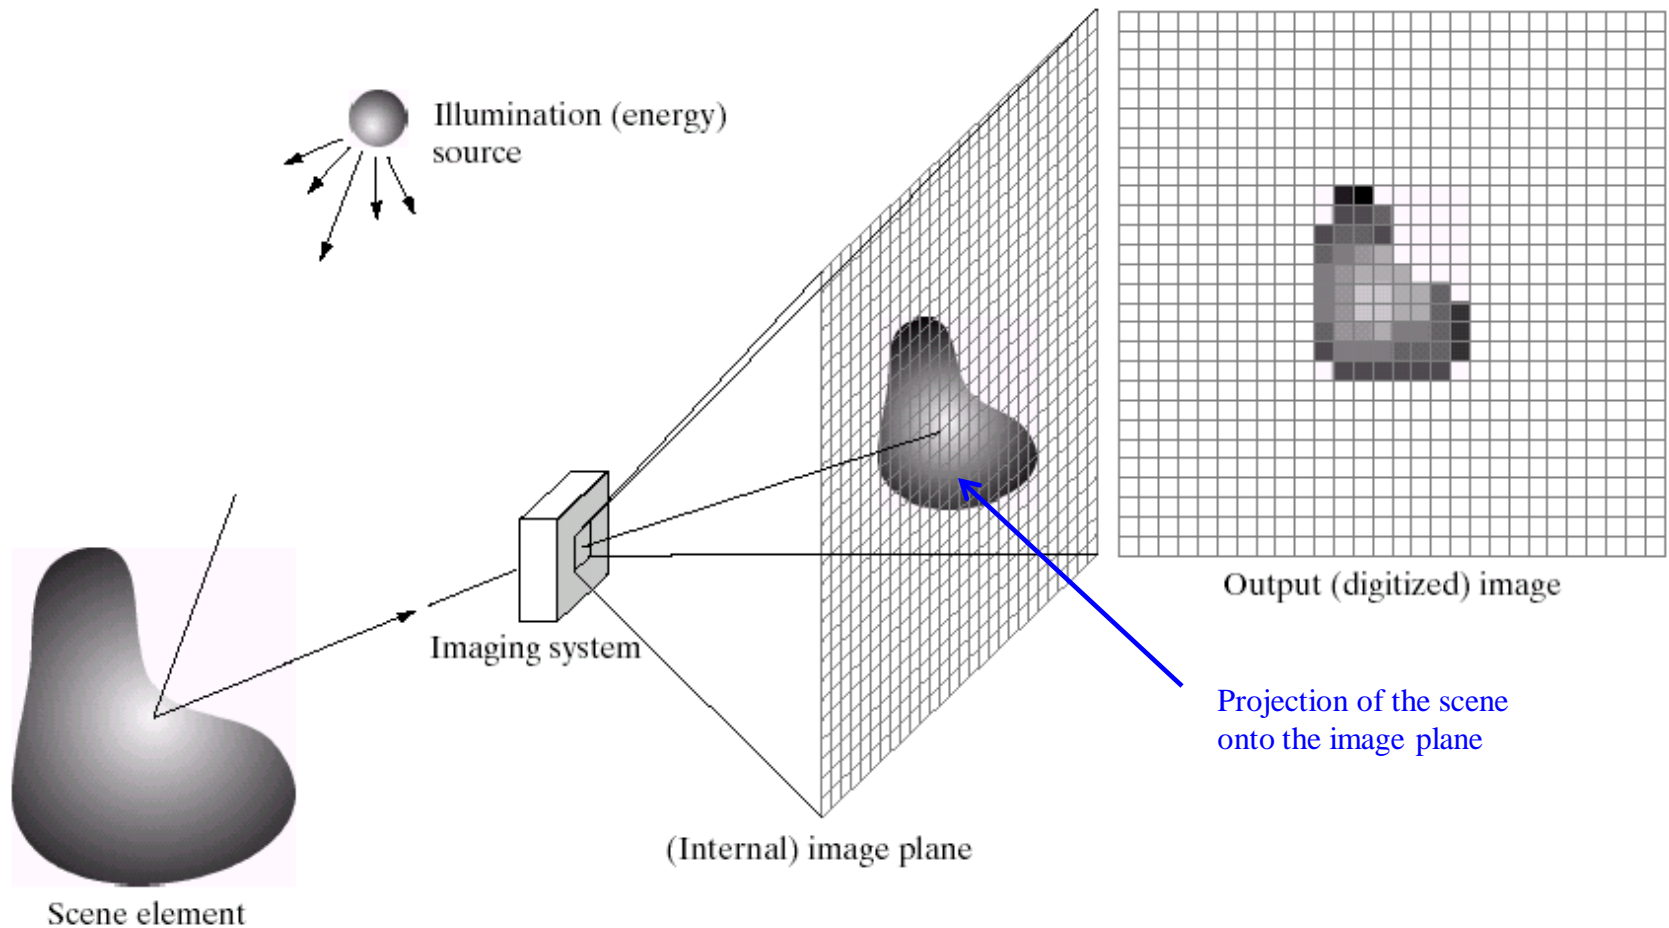 Illumination (energy)
source
Output (digitized) image
Imaging system
Projection of the scene
onto the image plane
(Internal) image plane
Scene element